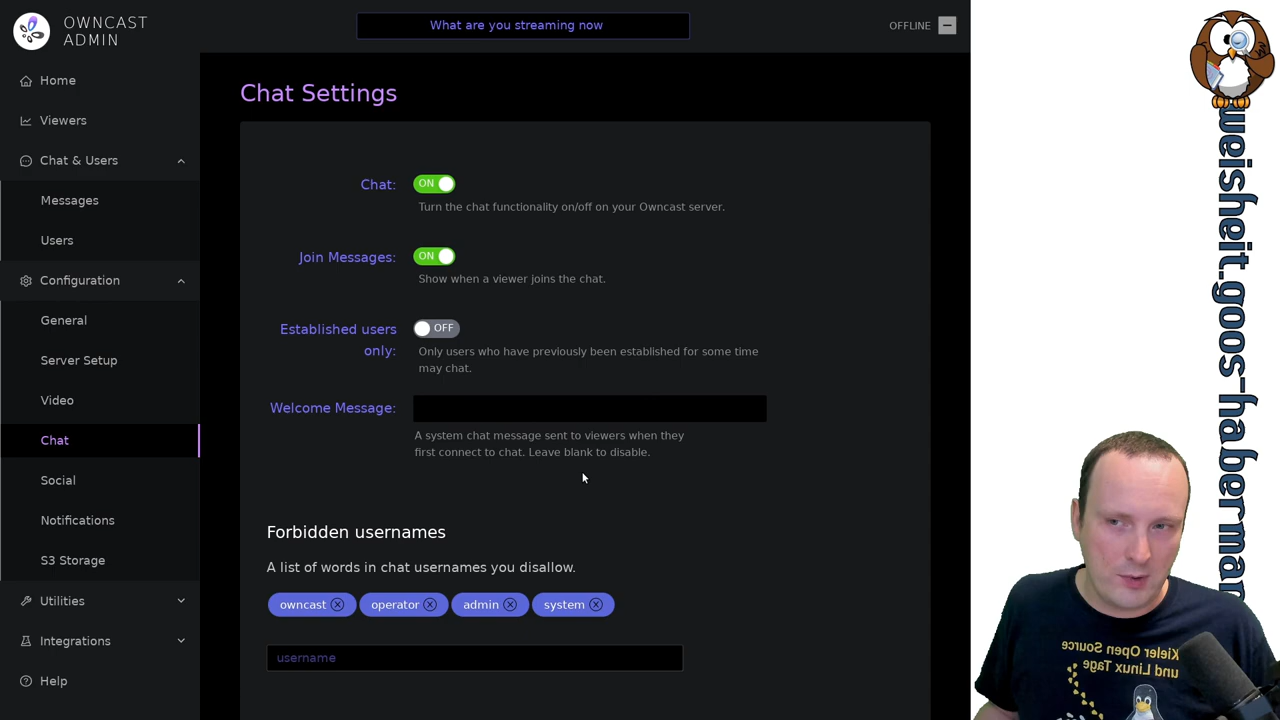 OWNCAST
ADMIN
What are you streaming now
OFFLINE
Home
Viewers
Chat & Users
Messages
Users
Configuration
General
Server Setup
Video
Chat
Social
Notifications
S3 Storage
Utilities
Integrations
Help
Chat Settings
Chat:
ON
Turn the chat functionality on/off on your Owncast server.
Join Messages:
ON
Show when a viewer joins the chat.
Established users
only:
OFF
Only users who have previously been established for some time
may chat.
Welcome Message:
A system chat message sent to viewers when they
first connect to chat. Leave blank to disable.
Forbidden usernames
A list of words in chat usernames you disallow.
owncast
operator
admin
system
username
weisheit.goos-haberman
Kieler Open Source
und Linux Tage